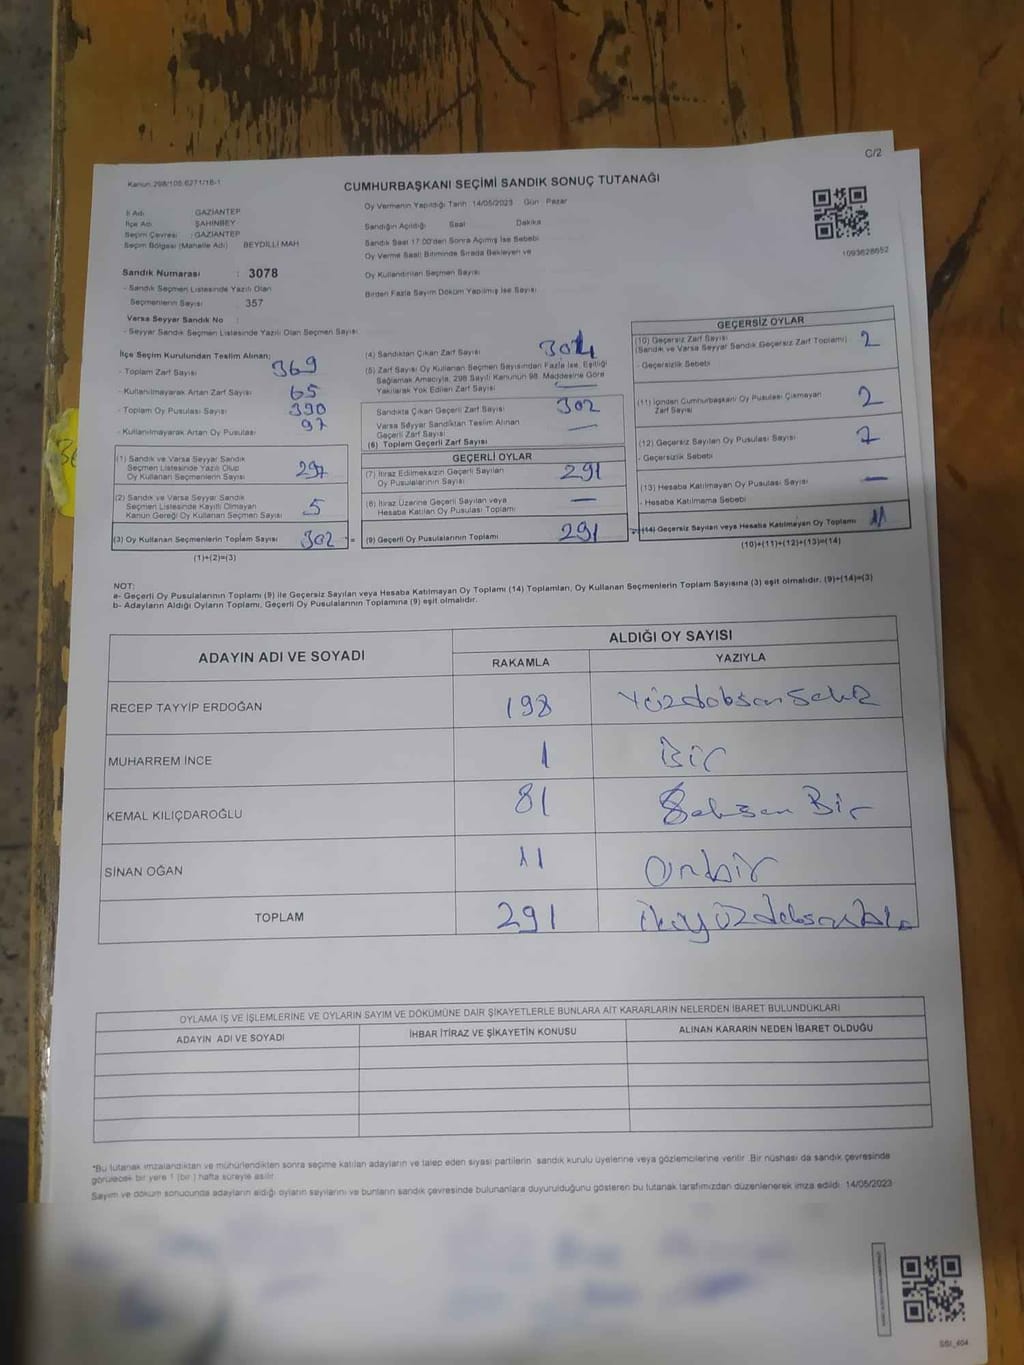 C/2
Kanun:298/105.6271/18-1
CUMHURBAŞKANI SEÇİMİ SANDIK SONUÇ TUTANAĞI
İl Adı GAZİANTEP
İlçe Adı ŞAHİNBEY
Seçim Çevresi : GAZİANTEP
Seçim Bölgesi (Mahalle Adı) BEYDİLLİ MAH
Sandık Numarası : 3078
- Sandık Seçmen Listesinde Yazılı Olan
Seçmenlerin Sayısı : 357
Varsa Seyyar Sandık No :
- Seyyar Sandık Seçmen Listesinde Yazılı Olan Seçmen Sayısı:
Oy Vermenin Yapıldığı Tarih :14/05/2023 Gün : Pazar
Sandığın Açıldığı Saat Dakika
Sandık Saat 17:00'den Sonra Açılmış İse Sebebi
Oy Verme Saati Bitiminde Sırada Bekleyen ve
Oy Kullandırılan Seçmen Sayısı
Birden Fazla Sayım Döküm Yapılmış İse Sayısı
1093628652
İlçe Seçim Kurulundan Teslim Alınan;
- Toplam Zarf Sayısı 369
- Kullanılmayarak Artan Zarf Sayısı 65
- Toplam Oy Pusulası Sayısı 390
- Kullanılmayarak Artan Oy Pusulası 97
(1) Sandık ve Varsa Seyyar Sandık
Seçmen Listesinde Yazılı Olup
Oy Kullanan Seçmenlerin Sayısı 297
(2) Sandık ve Varsa Seyyar Sandık
Seçmen Listesinde Kayıtlı Olmayan
Kanun Gereği Oy Kullanan Seçmen Sayısı 5
(3) Oy Kullanan Seçmenlerin Toplam Sayısı 302 =
(1)+(2)=(3)
(4) Sandıktan Çıkan Zarf Sayısı 304
(5) Zarf Sayısı Oy Kullanan Seçmen Sayısından Fazla İse, Eşitliği
Sağlamak Amacıyla, 298 Sayılı Kanunun 98. Maddesine Göre
Yakılarak Yok Edilen Zarf Sayısı —
Sandıkta Çıkan Geçerli Zarf Sayısı 302
Varsa Seyyar Sandıktan Teslim Alınan
Geçerli Zarf Sayısı —
(6) Toplam Geçerli Zarf Sayısı
GEÇERLİ OYLAR
(7) İtiraz Edilmeksizin Geçerli Sayılan
Oy Pusulalarının Sayısı 291
(8) İtiraz Üzerine Geçerli Sayılan veya
Hesaba Katılan Oy Pusulası Toplamı —
(9) Geçerli Oy Pusulalarının Toplamı 291
GEÇERSİZ OYLAR
(10) Geçersiz Zarf Sayısı
(Sandık ve Varsa Seyyar Sandık Geçersiz Zarf Toplamı) 2
- Geçersizlik Sebebi
(11) İçinden Cumhurbaşkanı Oy Pusulası Çıkmayan
Zarf Sayısı 2
(12) Geçersiz Sayılan Oy Pusulası Sayısı 7
- Geçersizlik Sebebi
(13) Hesaba Katılmayan Oy Pusulası Sayısı —
- Hesaba Katılmama Sebebi
(14) Geçersiz Sayılan veya Hesaba Katılmayan Oy Toplamı 11
(10)+(11)+(12)+(13)=(14)
NOT:
a- Geçerli Oy Pusulalarının Toplamı (9) ile Geçersiz Sayılan veya Hesaba Katılmayan Oy Toplamı (14) Toplamları, Oy Kullanan Seçmenlerin Toplam Sayısına (3) eşit olmalıdır. (9)+(14)=(3)
b- Adayların Aldığı Oyların Toplamı, Geçerli Oy Pusulalarının Toplamına (9) eşit olmalıdır.
ADAYIN ADI VE SOYADI ALDIĞI OY SAYISI
RAKAMLA YAZIYLA
RECEP TAYYİP ERDOĞAN 198 Yüzdoksansekiz
MUHARREM İNCE 1 Bir
KEMAL KILIÇDAROĞLU 81 Seksen Bir
SİNAN OĞAN 11 Onbir
TOPLAM 291 ikiyüzdoksanbir
OYLAMA İŞ VE İŞLEMLERİNE VE OYLARIN SAYIM VE DÖKÜMÜNE DAİR ŞİKAYETLERLE BUNLARA AİT KARARLARIN NELERDEN İBARET BULUNDUKLARI
ADAYIN ADI VE SOYADI İHBAR İTİRAZ VE ŞİKAYETİN KONUSU ALINAN KARARIN NEDEN İBARET OLDUĞU
*Bu tutanak imzalandıktan ve mühürlendikten sonra seçime katılan adayların ve talep eden siyasi partilerin sandık kurulu üyelerine veya gözlemcilerine verilir. Bir nüshası da sandık çevresinde
görülecek bir yere 1 (bir ) hafta süreyle asılır.
Sayım ve döküm sonucunda adayların aldığı oyların sayılarını ve bunların sandık çevresinde bulunanlara duyurulduğunu gösteren bu tutanak tarafımızdan düzenlenerek imza edildi. 14/05/2023
SSI_404